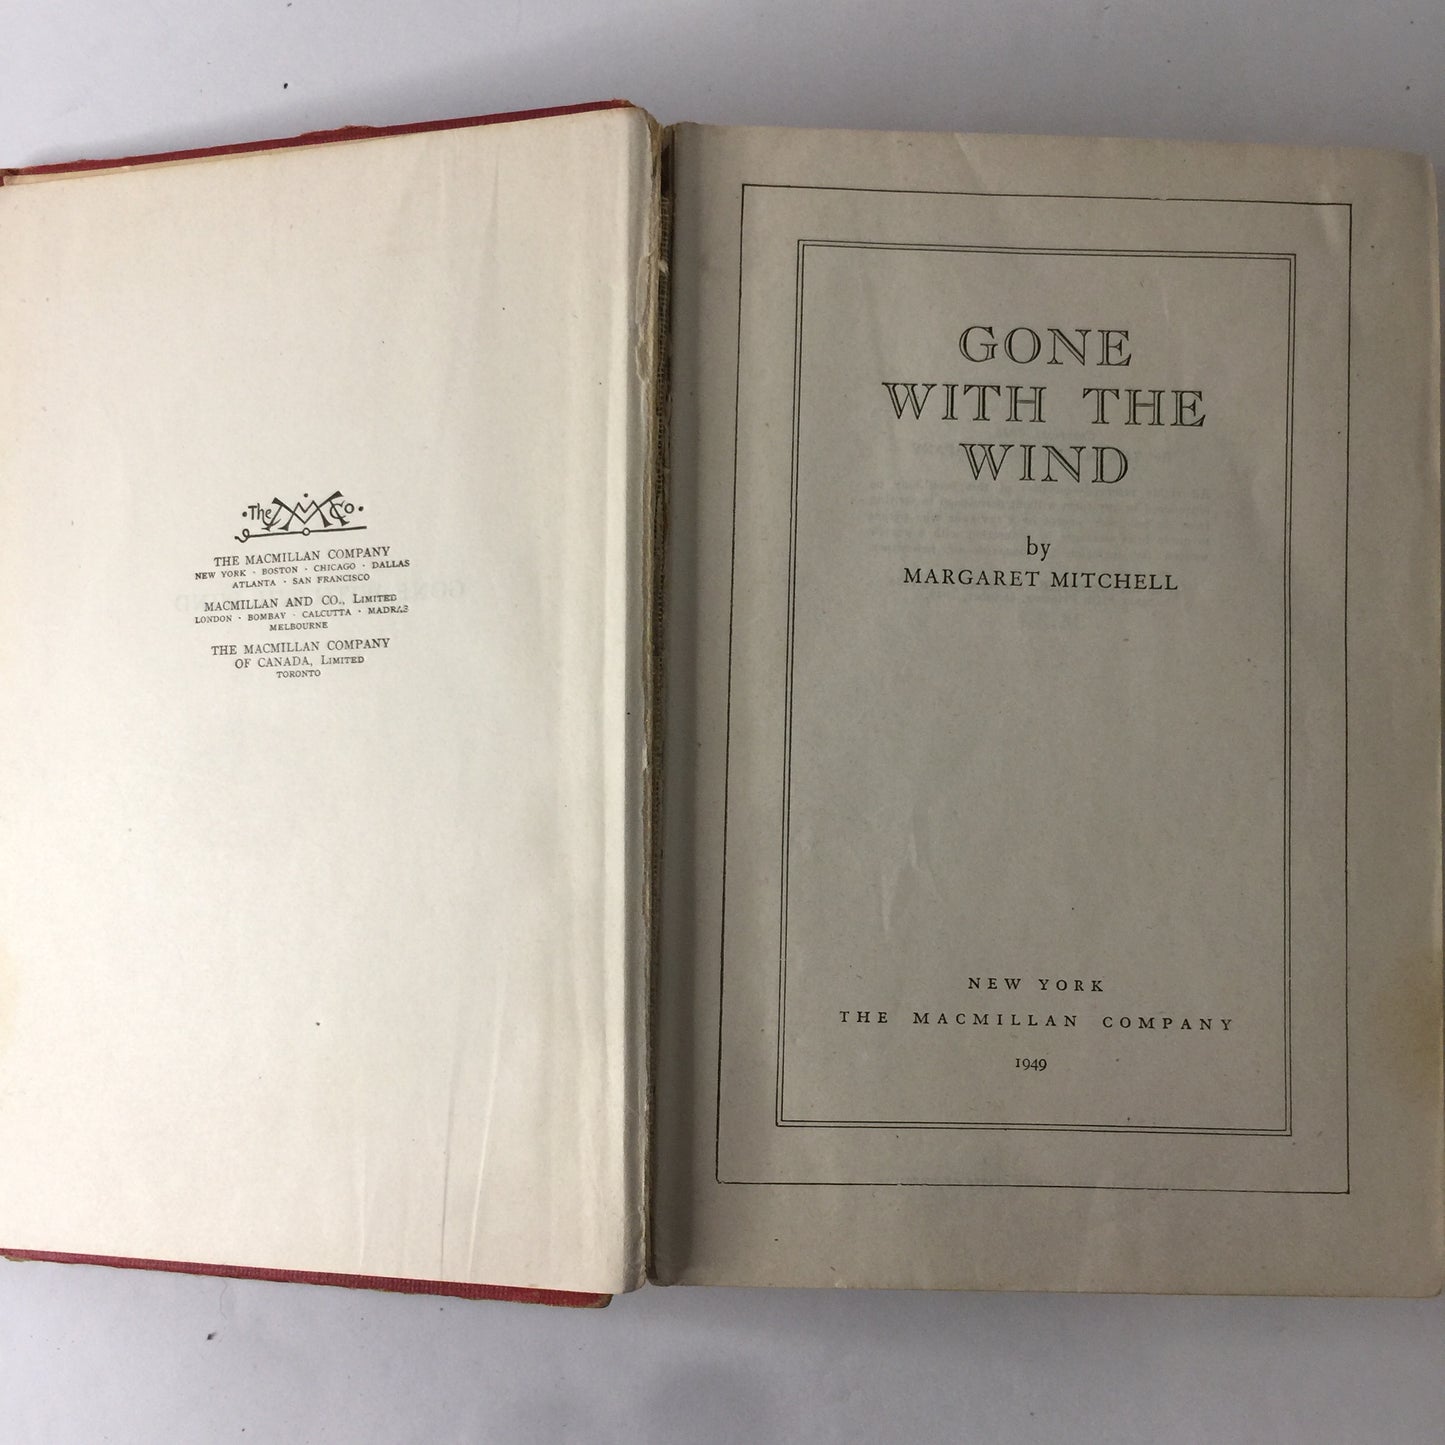 ·The MCo·
THE MACMILLAN COMPANY
NEW YORK · BOSTON · CHICAGO · DALLAS
ATLANTA · SAN FRANCISCO
MACMILLAN AND CO., LIMITED
LONDON · BOMBAY · CALCUTTA · MADRAS
MELBOURNE
THE MACMILLAN COMPANY
OF CANADA, LIMITED
TORONTO
GONE
WITH THE
WIND
by
MARGARET MITCHELL
NEW YORK
THE MACMILLAN COMPANY
1949